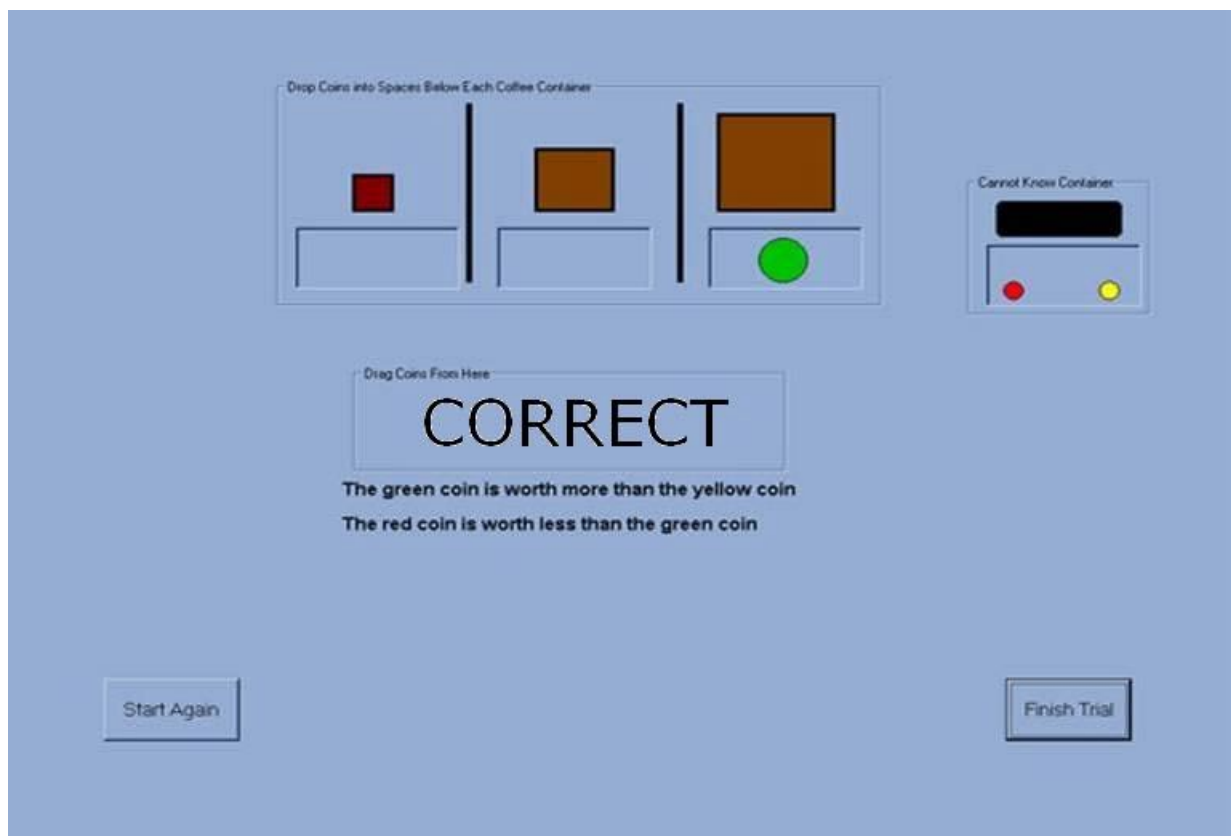 Drop Coins into Spaces Below Each Coffee Container
Cannot Know Container
Drag Coins From Here
CORRECT
The green coin is worth more than the yellow coin
The red coin is worth less than the green coin
Start Again
Finish Trial